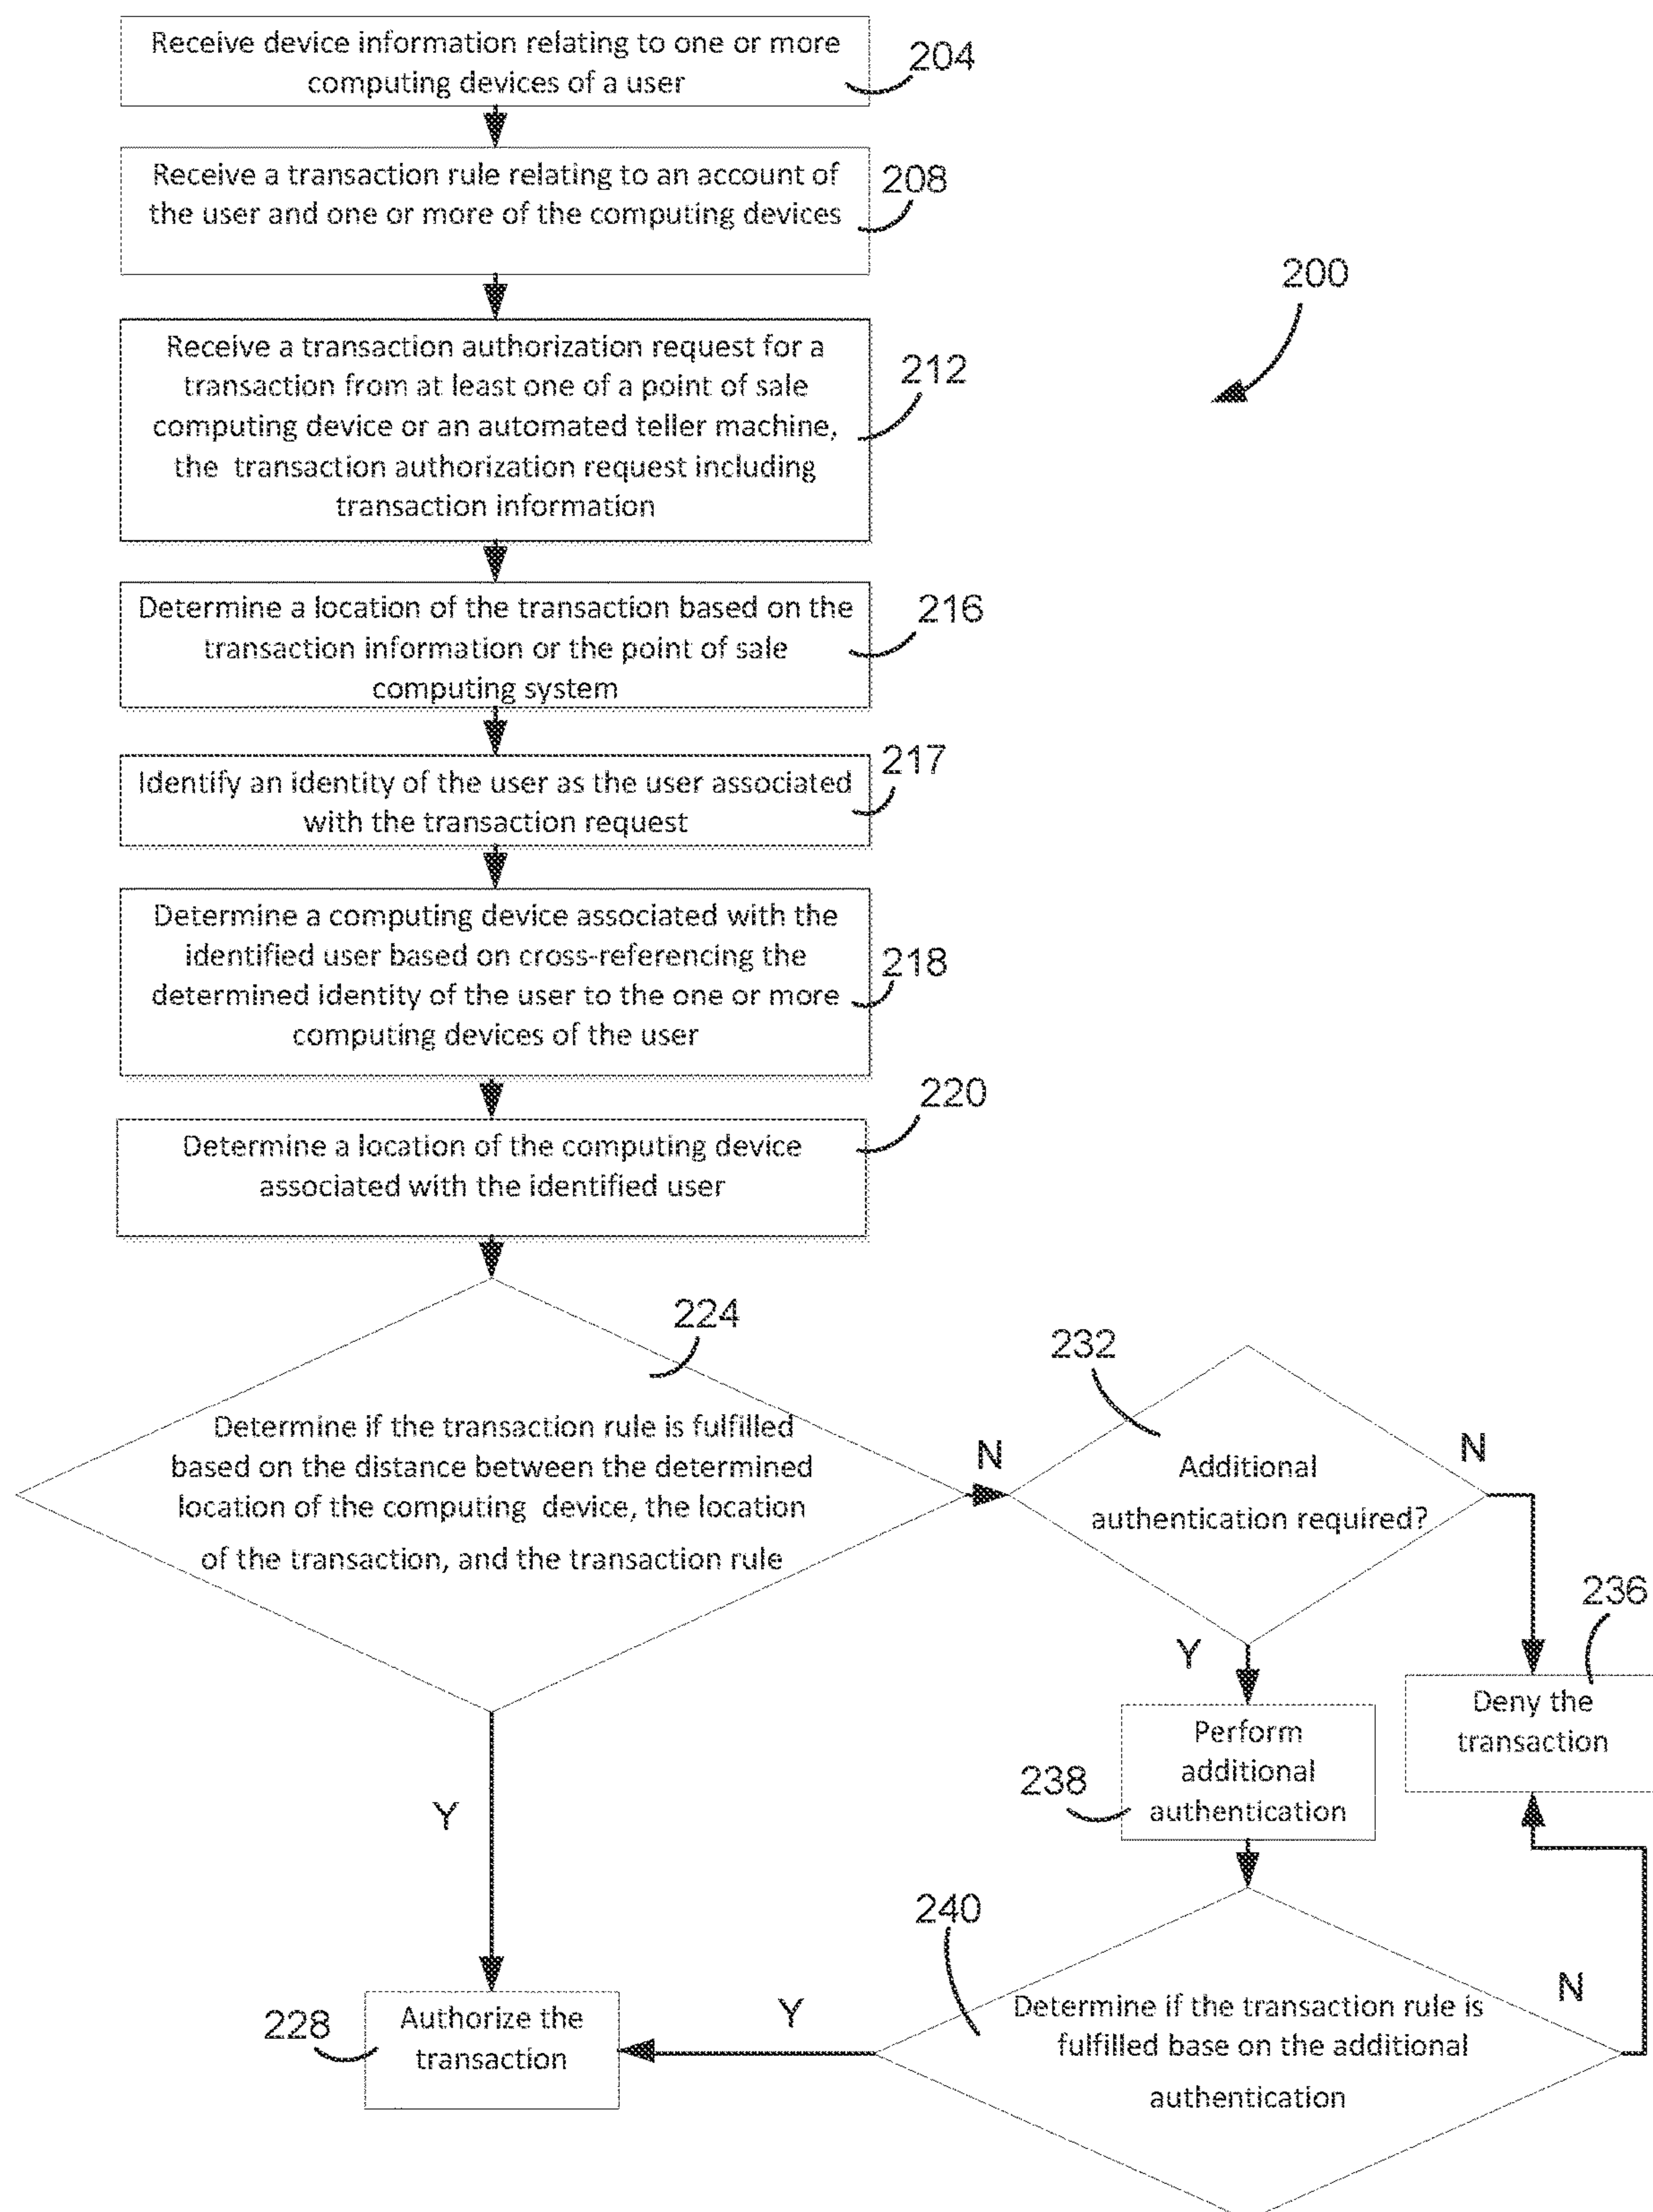 Receive device information relating to one or more
computing devices of a user
204
Receive a transaction rule relating to an account of
the user and one or more of the computing devices
208
200
Receive a transaction authorization request for a
transaction from at least one of a point of sale
computing device or an automated teller machine,
the transaction authorization request including
transaction information
212
Determine a location of the transaction based on the
transaction information or the point of sale
computing system
216
Identify an identity of the user as the user associated
with the transaction request
217
Determine a computing device associated with the
identified user based on cross-referencing the
determined identity of the user to the one or more
computing devices of the user
218
Determine a location of the computing device
associated with the identified user
220
224
Determine if the transaction rule is fulfilled
based on the distance between the determined
location of the computing device, the location
of the transaction, and the transaction rule
N
232
Additional
authentication required?
N
Y
236
Deny the
transaction
Perform
additional
authentication
238
Y
240
Determine if the transaction rule is
fulfilled base on the additional
authentication
N
Y
Authorize the
transaction
228